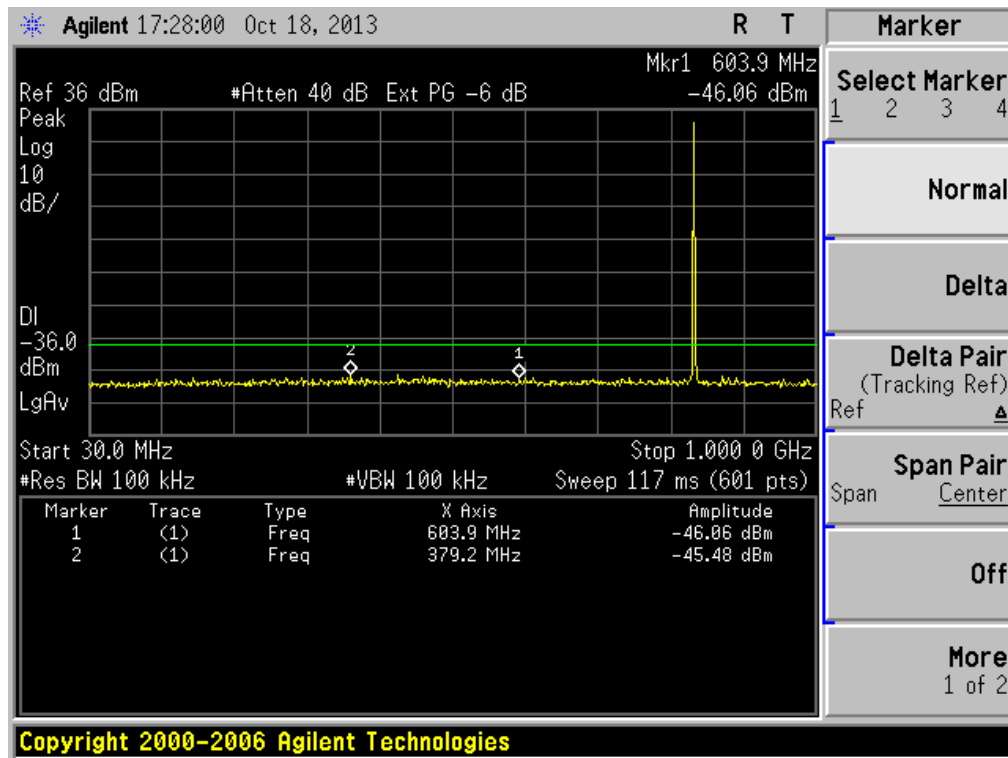 Agilent 17:28:00 Oct 18, 2013 R T
Mkr1 603.9 MHz
Ref 36 dBm #Atten 40 dB Ext PG -6 dB -46.06 dBm
Peak
Log
10
dB/
DI
-36.0
dBm
LgAv
2
1
Start 30.0 MHz Stop 1.000 0 GHz
#Res BW 100 kHz #VBW 100 kHz Sweep 117 ms (601 pts)
Marker Trace Type X Axis Amplitude
1 (1) Freq 603.9 MHz -46.06 dBm
2 (1) Freq 379.2 MHz -45.48 dBm
Marker
Select Marker
1 2 3 4
Normal
Delta
Delta Pair
(Tracking Ref)
Ref Δ
Span Pair
Span Center
Off
More
1 of 2
Copyright 2000-2006 Agilent Technologies